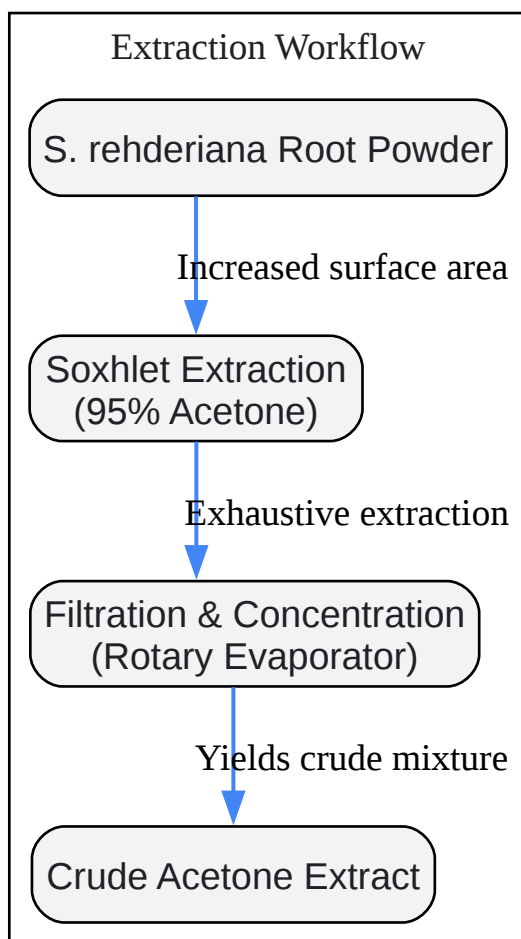 Extraction Workflow
S. rehderiana Root Powder
Increased surface area
Soxhlet Extraction
(95% Acetone)
Exhaustive extraction
Filtration & Concentration
(Rotary Evaporator)
Yields crude mixture
Crude Acetone Extract